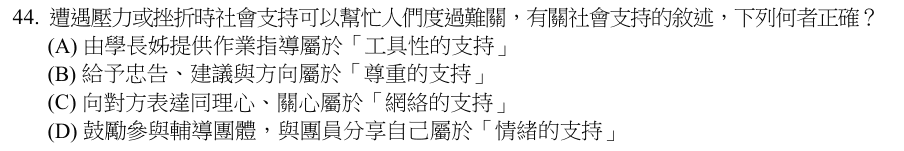 44. 遭遇壓力或挫折時社會支持可以幫忙人們度過難關，有關社會支持的敘述，下列何者正確？
(A) 由學長姊提供作業指導屬於「工具性的支持」
(B) 給予忠告、建議與方向屬於「尊重的支持」
(C) 向對方表達同理心、關心屬於「網絡的支持」
(D) 鼓勵參與輔導團體，與團員分享自己屬於「情緒的支持」